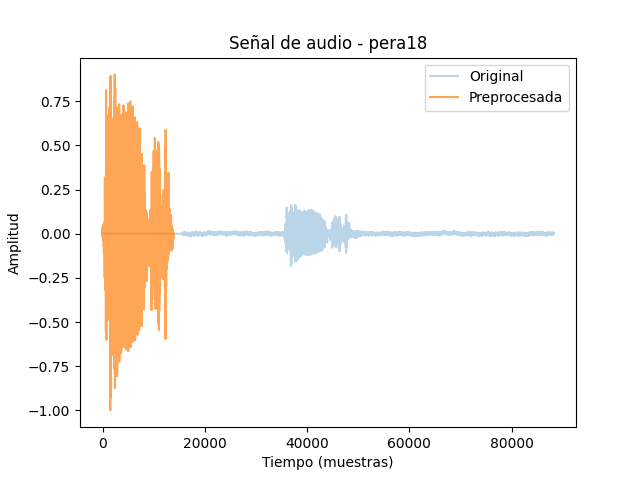 Señal de audio - pera18
Original
Preprocesada
Amplitud
0.75
0.50
0.25
0.00
−0.25
−0.50
−0.75
−1.00
0 20000 40000 60000 80000
Tiempo (muestras)